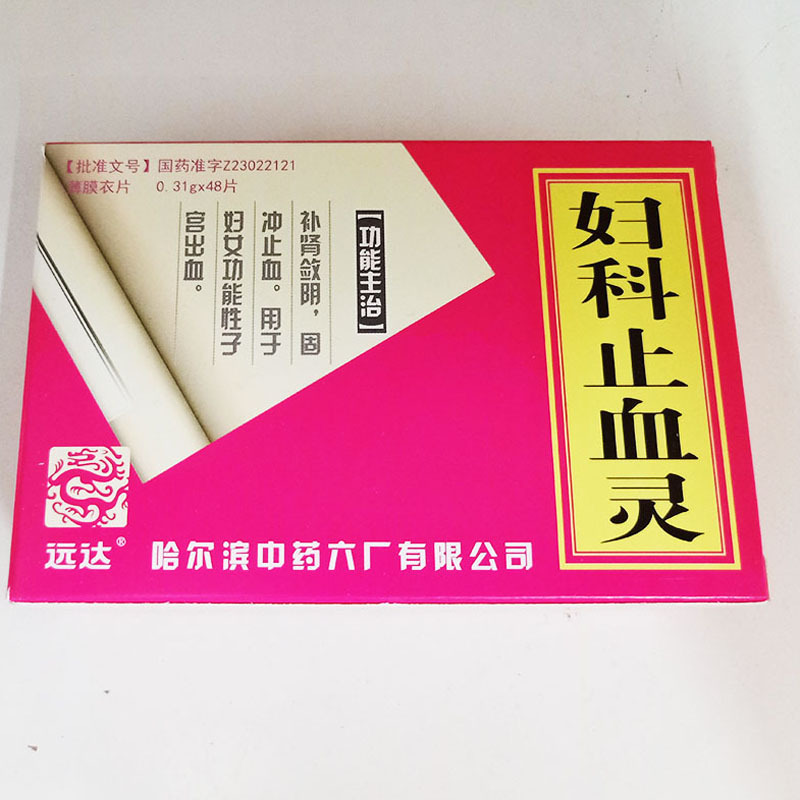 【批准文号】国药准字Z23022121
薄膜衣片 0.31gx48片
【功能主治】
补肾敛阴，固
冲止血。用于
妇女功能性子
宫出血。
妇科止血灵
远达®
哈尔滨中药六厂有限公司